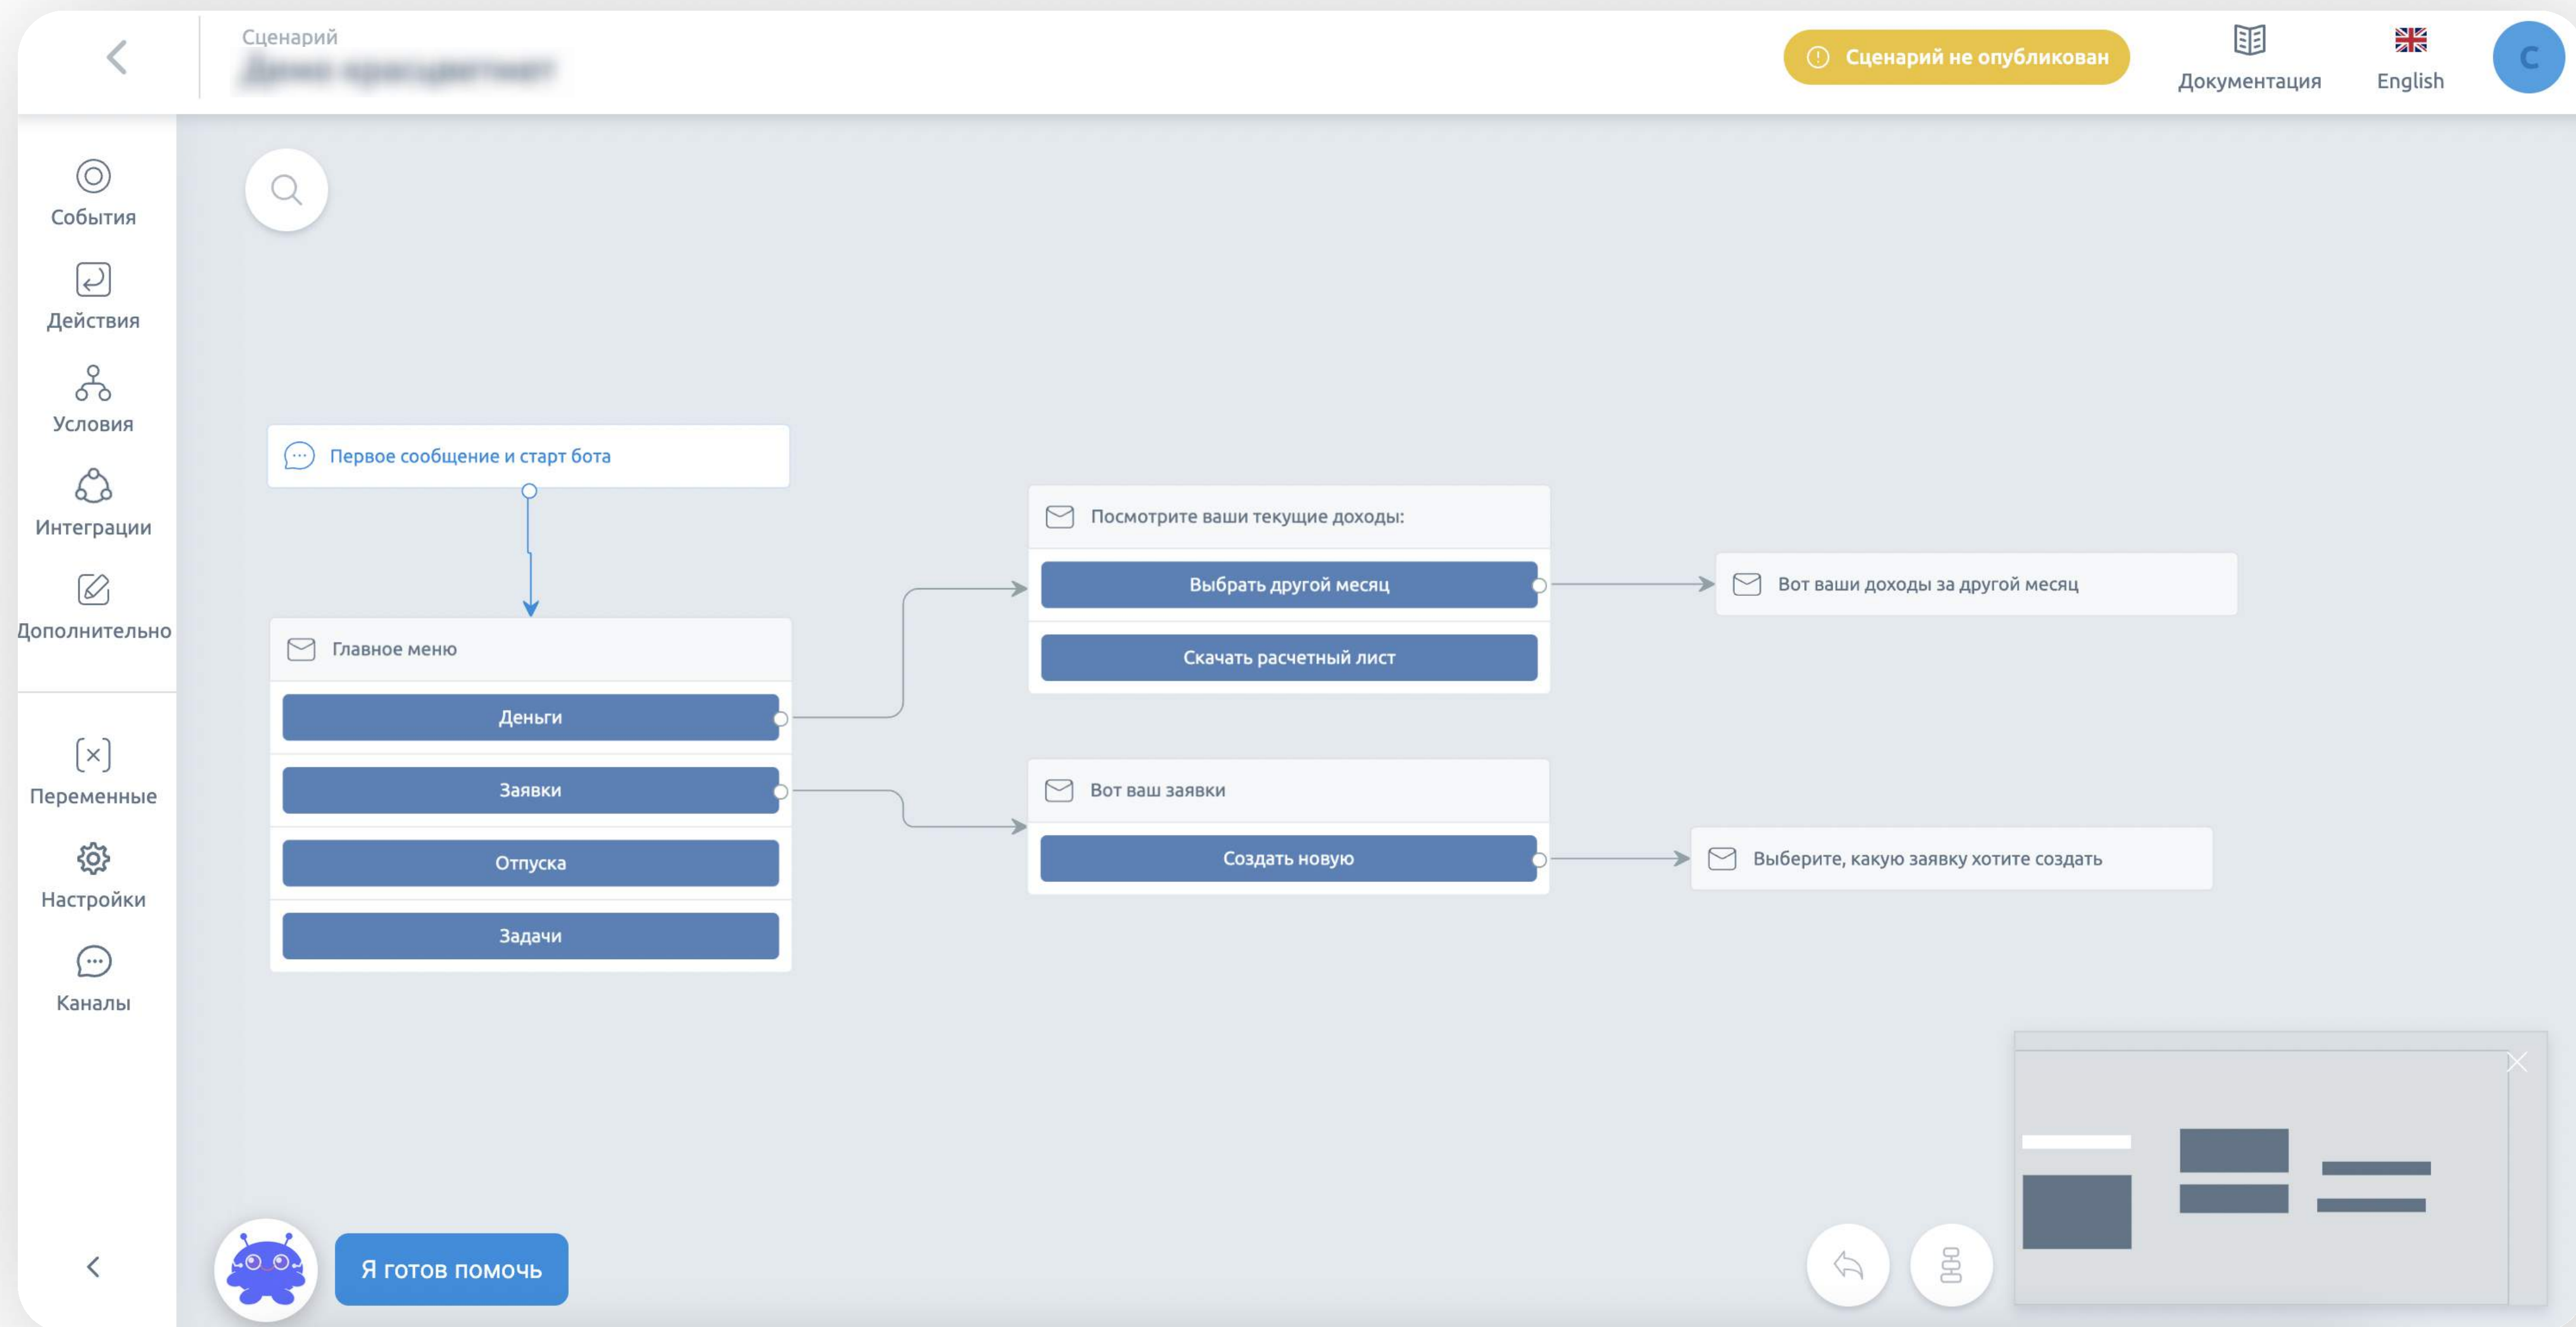 Сценарий
Сценарий не опубликован
Документация
English
C
События
Действия
Условия
Интеграции
Дополнительно
Переменные
Настройки
Каналы
Первое сообщение и старт бота
Главное меню
Деньги
Заявки
Отпуска
Задачи
Посмотрите ваши текущие доходы:
Выбрать другой месяц
Скачать расчетный лист
Вот ваш заявки
Создать новую
Вот ваши доходы за другой месяц
Выберите, какую заявку хотите создать
Я готов помочь